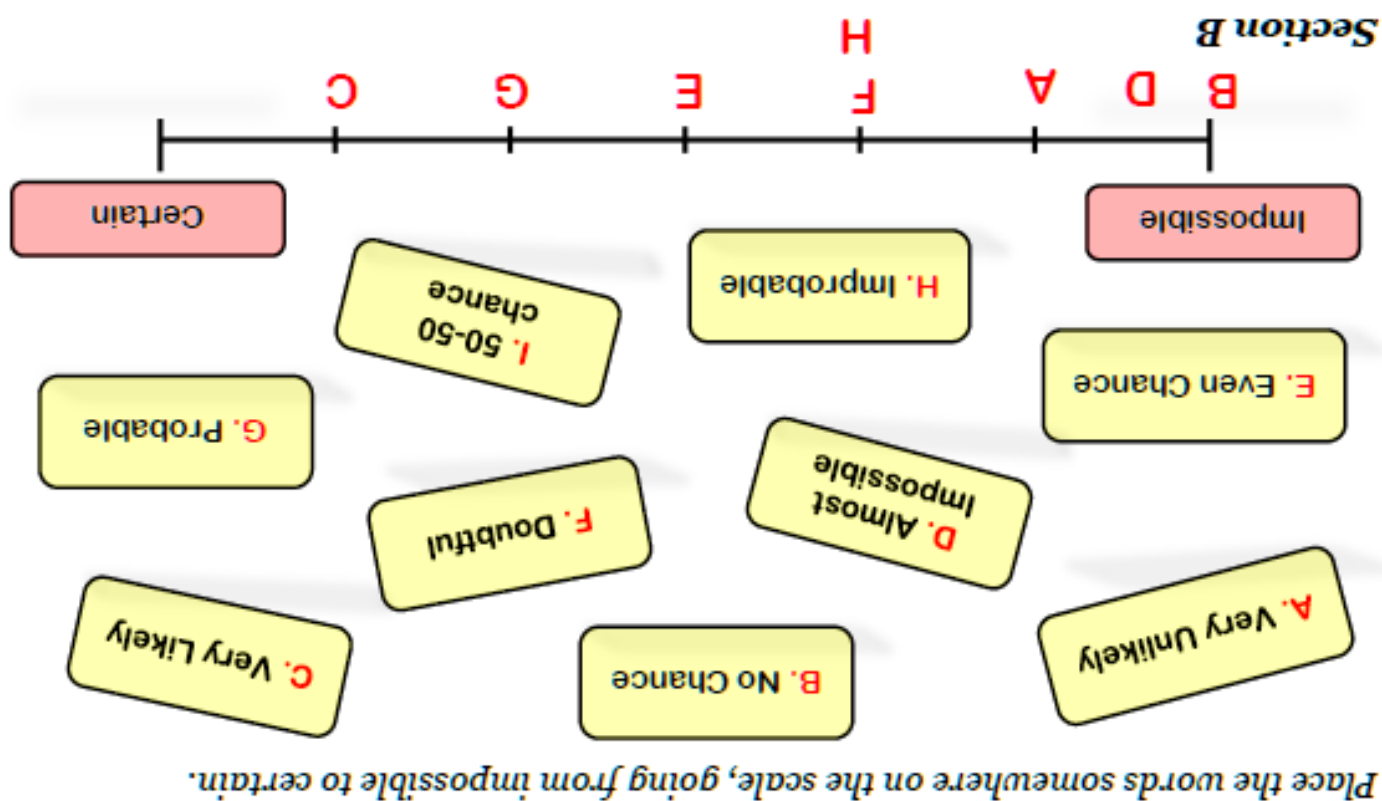 Place the words somewhere on the scale, going from impossible to certain.
A. Very Unlikely
B. No Chance
C. Very Likely
D. Almost
Impossible
F. Doubtful
E. Even Chance
G. Probable
H. Improbable
I. 50-50
chance
Impossible
Certain
B D A F E G C
H
Section B